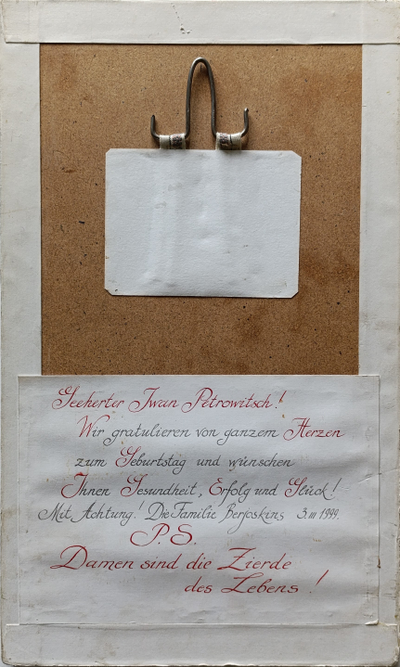 Geehrter Iwan Petrowitsch!
Wir gratulieren von ganzem Herzen
zum Geburtstag und wünschen
Ihnen Gesundheit, Erfolg und Glück!
Mit Achtung! Die Familie Berjoskins 3.III 1999
P.S.
Damen sind die Zierde
des Lebens!